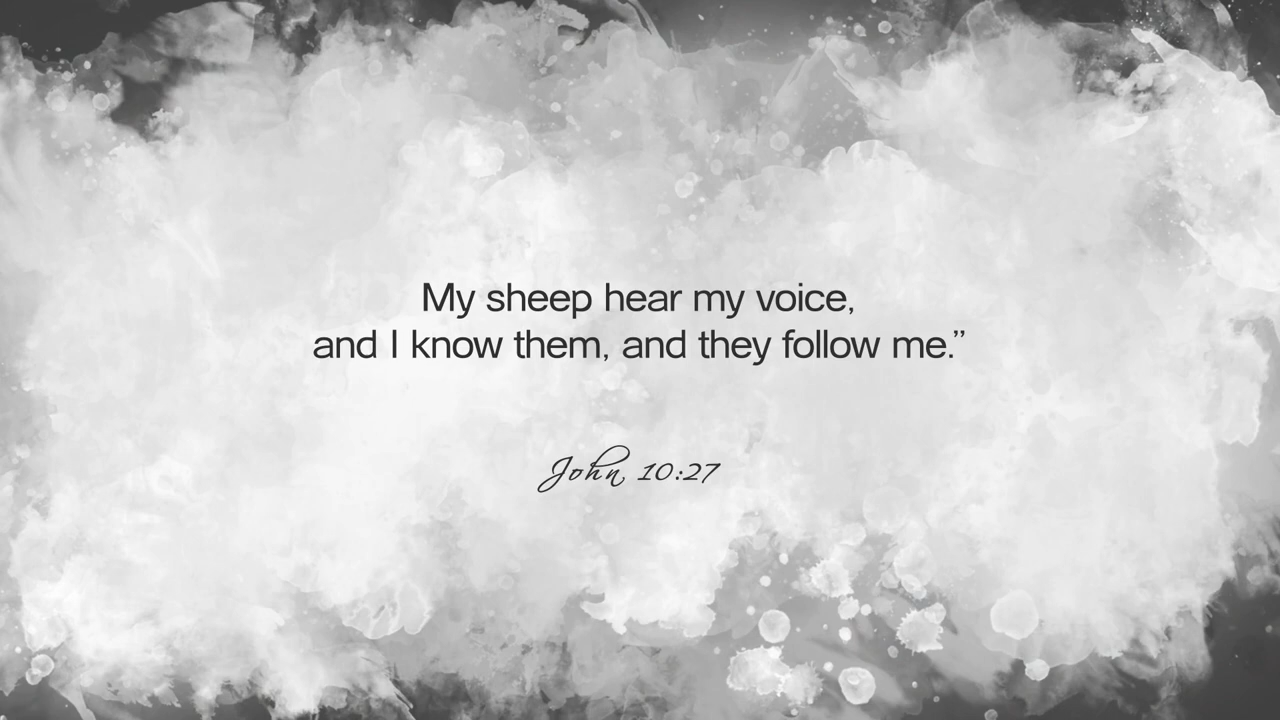 My sheep hear my voice,
and I know them, and they follow me.”
John 10:27